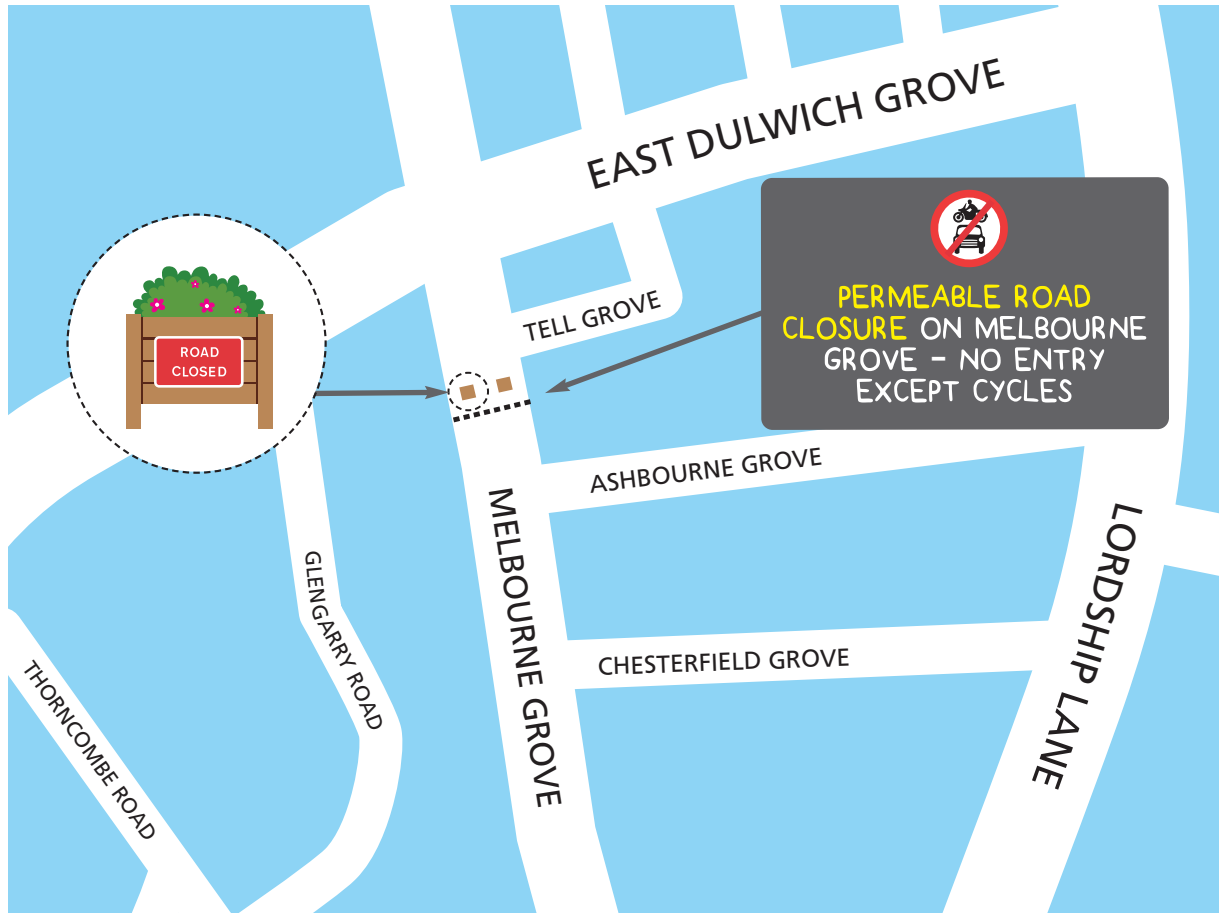 EAST DULWICH GROVE
PERMEABLE ROAD
CLOSURE ON MELBOURNE
GROVE – NO ENTRY
EXCEPT CYCLES
TELL GROVE
ROAD
CLOSED
ASHBOURNE GROVE
MELBOURNE GROVE
LORDSHIP LANE
GLENGARRY ROAD
CHESTERFIELD GROVE
THORNCOMBE ROAD